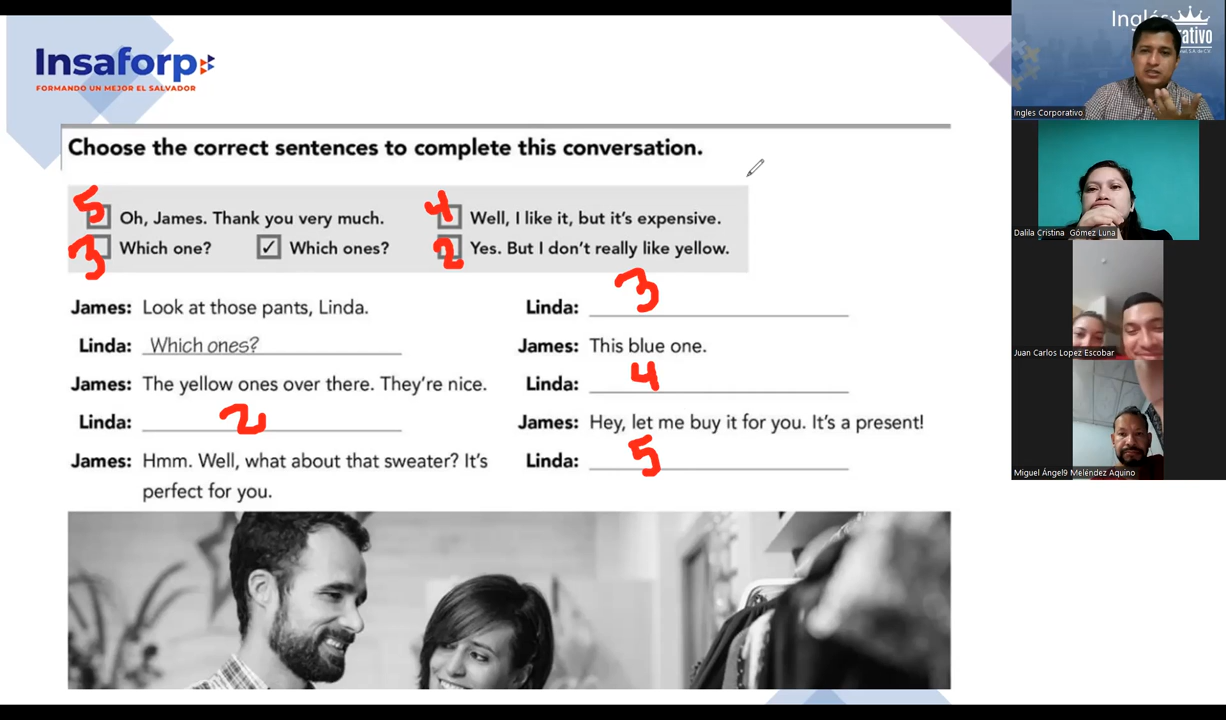 Insaforp
FORMANDO UN MEJOR EL SALVADOR
Choose the correct sentences to complete this conversation.
5 Oh, James. Thank you very much.
4 Well, I like it, but it's expensive.
3 Which one?
✓ Which ones?
2 Yes. But I don't really like yellow.
James: Look at those pants, Linda.
Linda: Which ones?
James: The yellow ones over there. They're nice.
Linda: 2
James: Hmm. Well, what about that sweater? It's
perfect for you.
Linda: 3
James: This blue one.
Linda: 4
James: Hey, let me buy it for you. It's a present!
Linda: 5
Ingles Corporativo
Dalila Cristina Gómez Luna
Juan Carlos Lopez Escobar
Miguel Ángel9 Meléndez Aquino